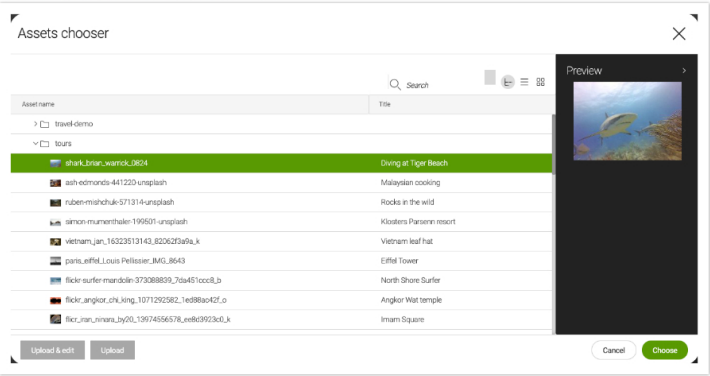 Assets chooser
Search
Preview
Asset name Title
travel-demo
tours
shark_brian_warrick_0824 Diving at Tiger Beach
ash-edmonds-441220-unsplash Malaysian cooking
ruben-mishchuk-571314-unsplash Rocks in the wild
simon-mumenthaler-199501-unsplash Klosters Parsenn resort
vietnam_jan_16323513143_82062f3a9a_k Vietnam leaf hat
paris_eiffel_Louis Pellissier_IMG_8643 Eiffel Tower
flickr-surfer-mandolin-373088839_7da451ccc8_b North Shore Surfer
flickr_angkor_chi_king_1071292582_1ed88ac42f_o Angkor Wat temple
flicr_iran_ninara_by20_13974556578_ee8d3923c0_k Imam Square
Upload & edit Upload Cancel Choose